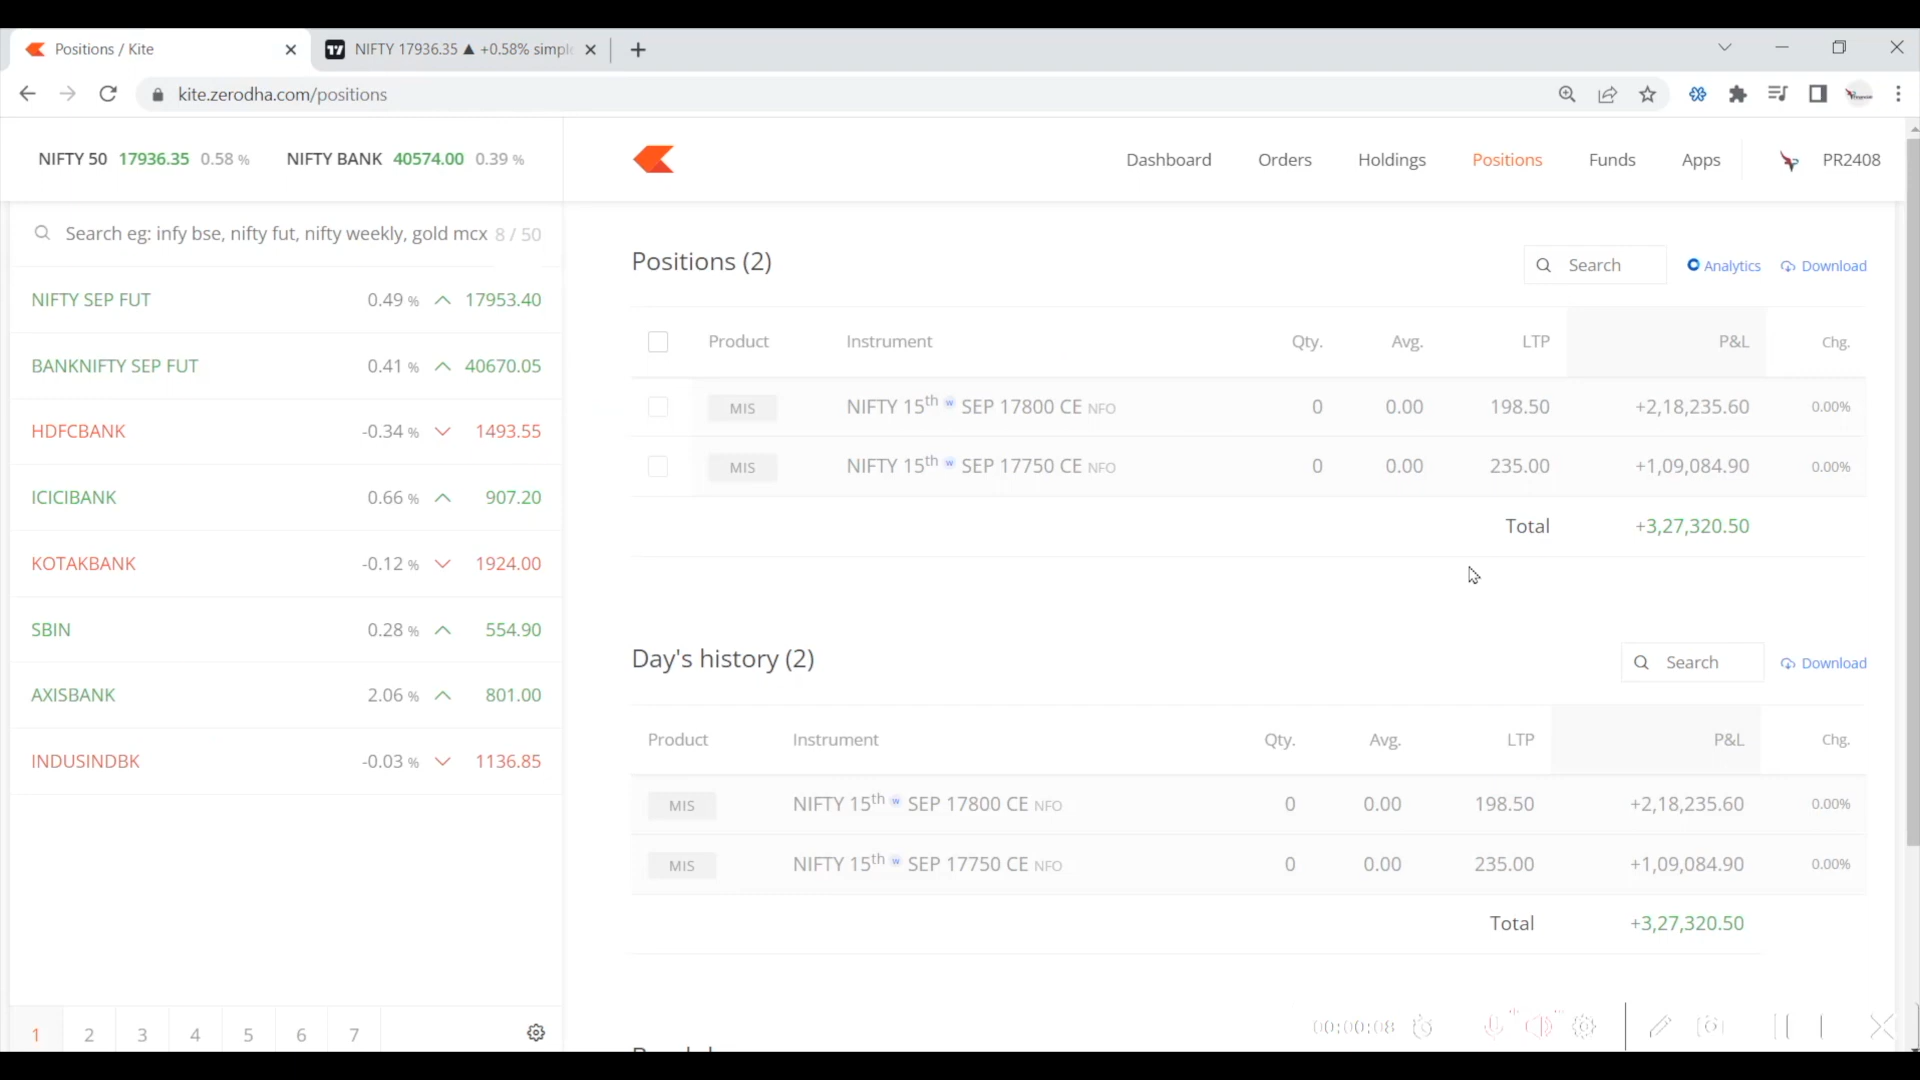 Positions / Kite
NIFTY 17936.35 ▲ +0.58% simpl
kite.zerodha.com/positions
NIFTY 50 17936.35 0.58 % NIFTY BANK 40574.00 0.39 %
Dashboard Orders Holdings Positions Funds Apps PR2408
Search eg: infy bse, nifty fut, nifty weekly, gold mcx 8 / 50
NIFTY SEP FUT 0.49 % 17953.40
BANKNIFTY SEP FUT 0.41 % 40670.05
HDFCBANK -0.34 % 1493.55
ICICIBANK 0.66 % 907.20
KOTAKBANK -0.12 % 1924.00
SBIN 0.28 % 554.90
AXISBANK 2.06 % 801.00
INDUSINDBK -0.03 % 1136.85
1 2 3 4 5 6 7
Positions (2)
Search Analytics Download
Product Instrument Qty. Avg. LTP P&L Chg.
MIS NIFTY 15th w SEP 17800 CE NFO 0 0.00 198.50 +2,18,235.60 0.00%
MIS NIFTY 15th w SEP 17750 CE NFO 0 0.00 235.00 +1,09,084.90 0.00%
Total +3,27,320.50
Day's history (2)
Search Download
Product Instrument Qty. Avg. LTP P&L Chg.
MIS NIFTY 15th w SEP 17800 CE NFO 0 0.00 198.50 +2,18,235.60 0.00%
MIS NIFTY 15th w SEP 17750 CE NFO 0 0.00 235.00 +1,09,084.90 0.00%
Total +3,27,320.50
00:00:08